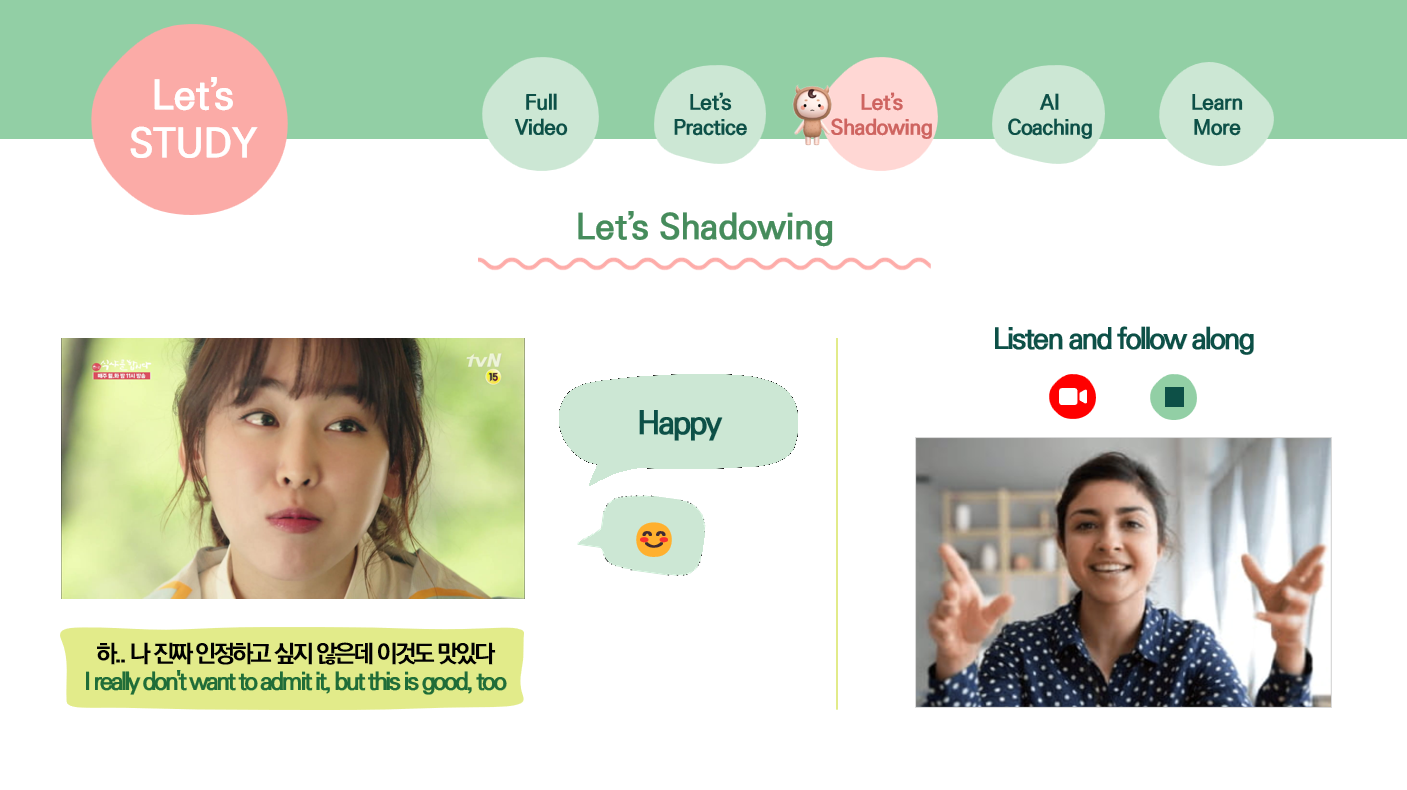 Let's
STUDY
Full
Video
Let's
Practice
Let's
Shadowing
AI
Coaching
Learn
More
Let's Shadowing
tvN
15
Happy
하.. 나 진짜 인정하고 싶지 않은데 이것도 맛있다
I really don't want to admit it, but this is good, too
Listen and follow along